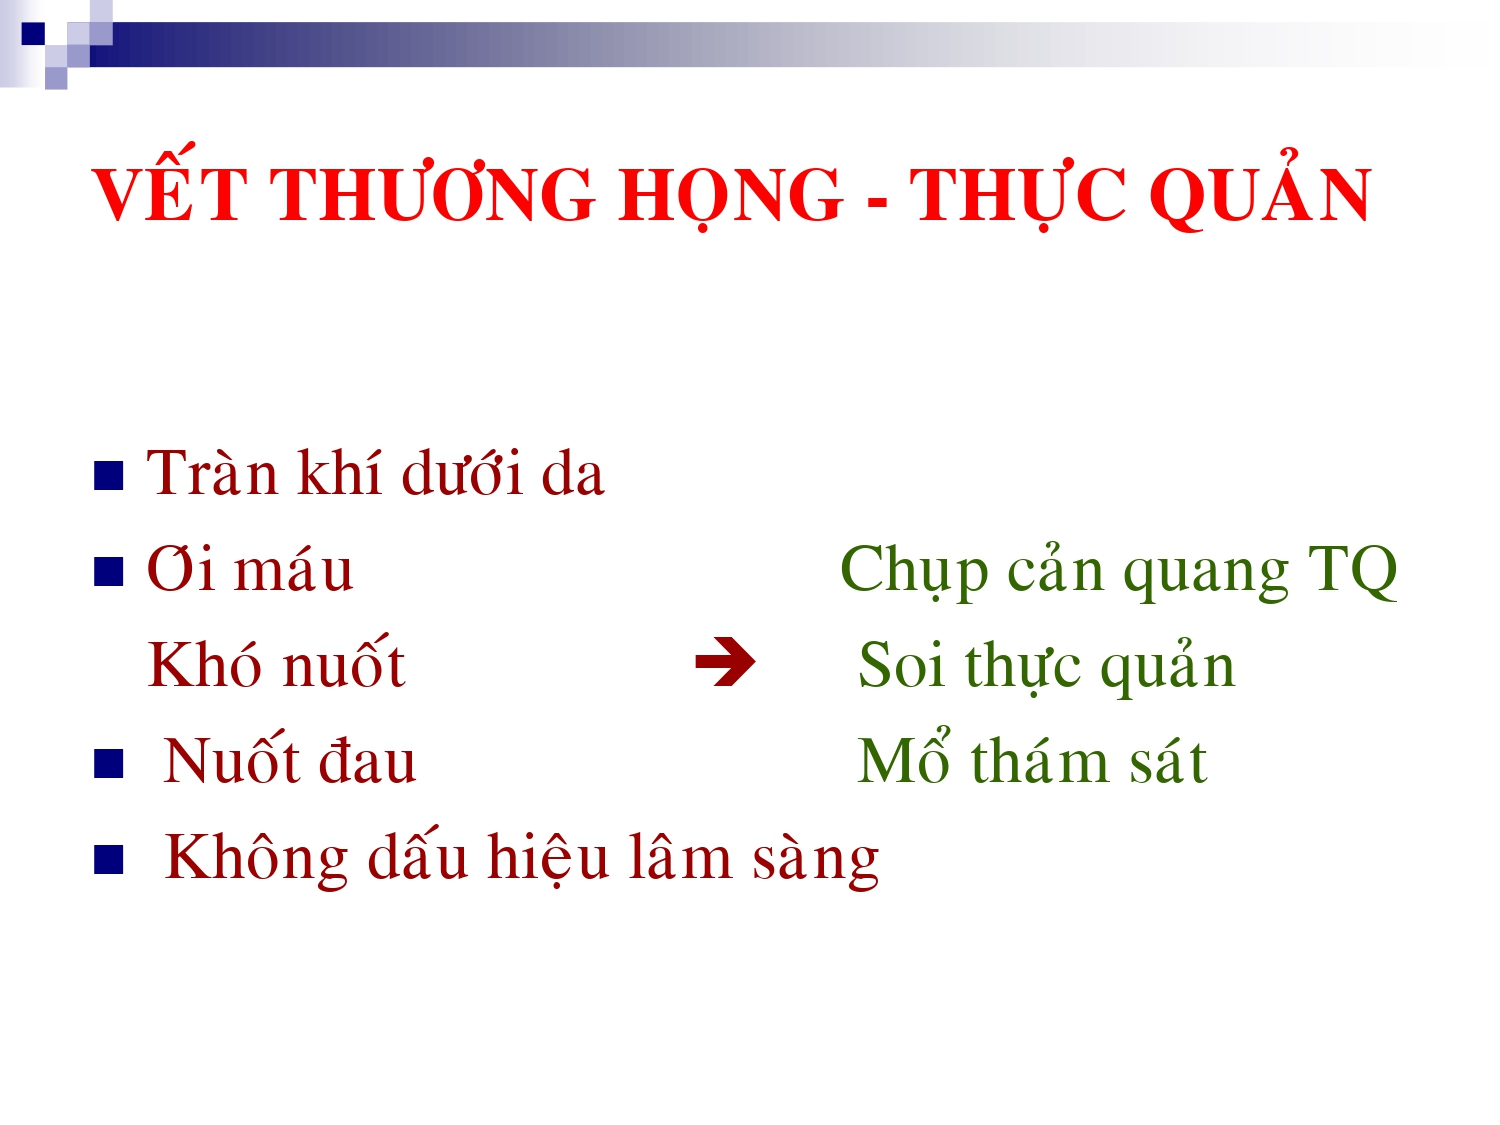 VẾT THƯƠNG HỌNG - THỰC QUẢN
Tràn khí dưới da
Ới máu Chụp cản quang TQ
Khó nuốt ➔ Soi thực quản
Nuốt đau Mổ thám sát
Không dấu hiệu lâm sàng